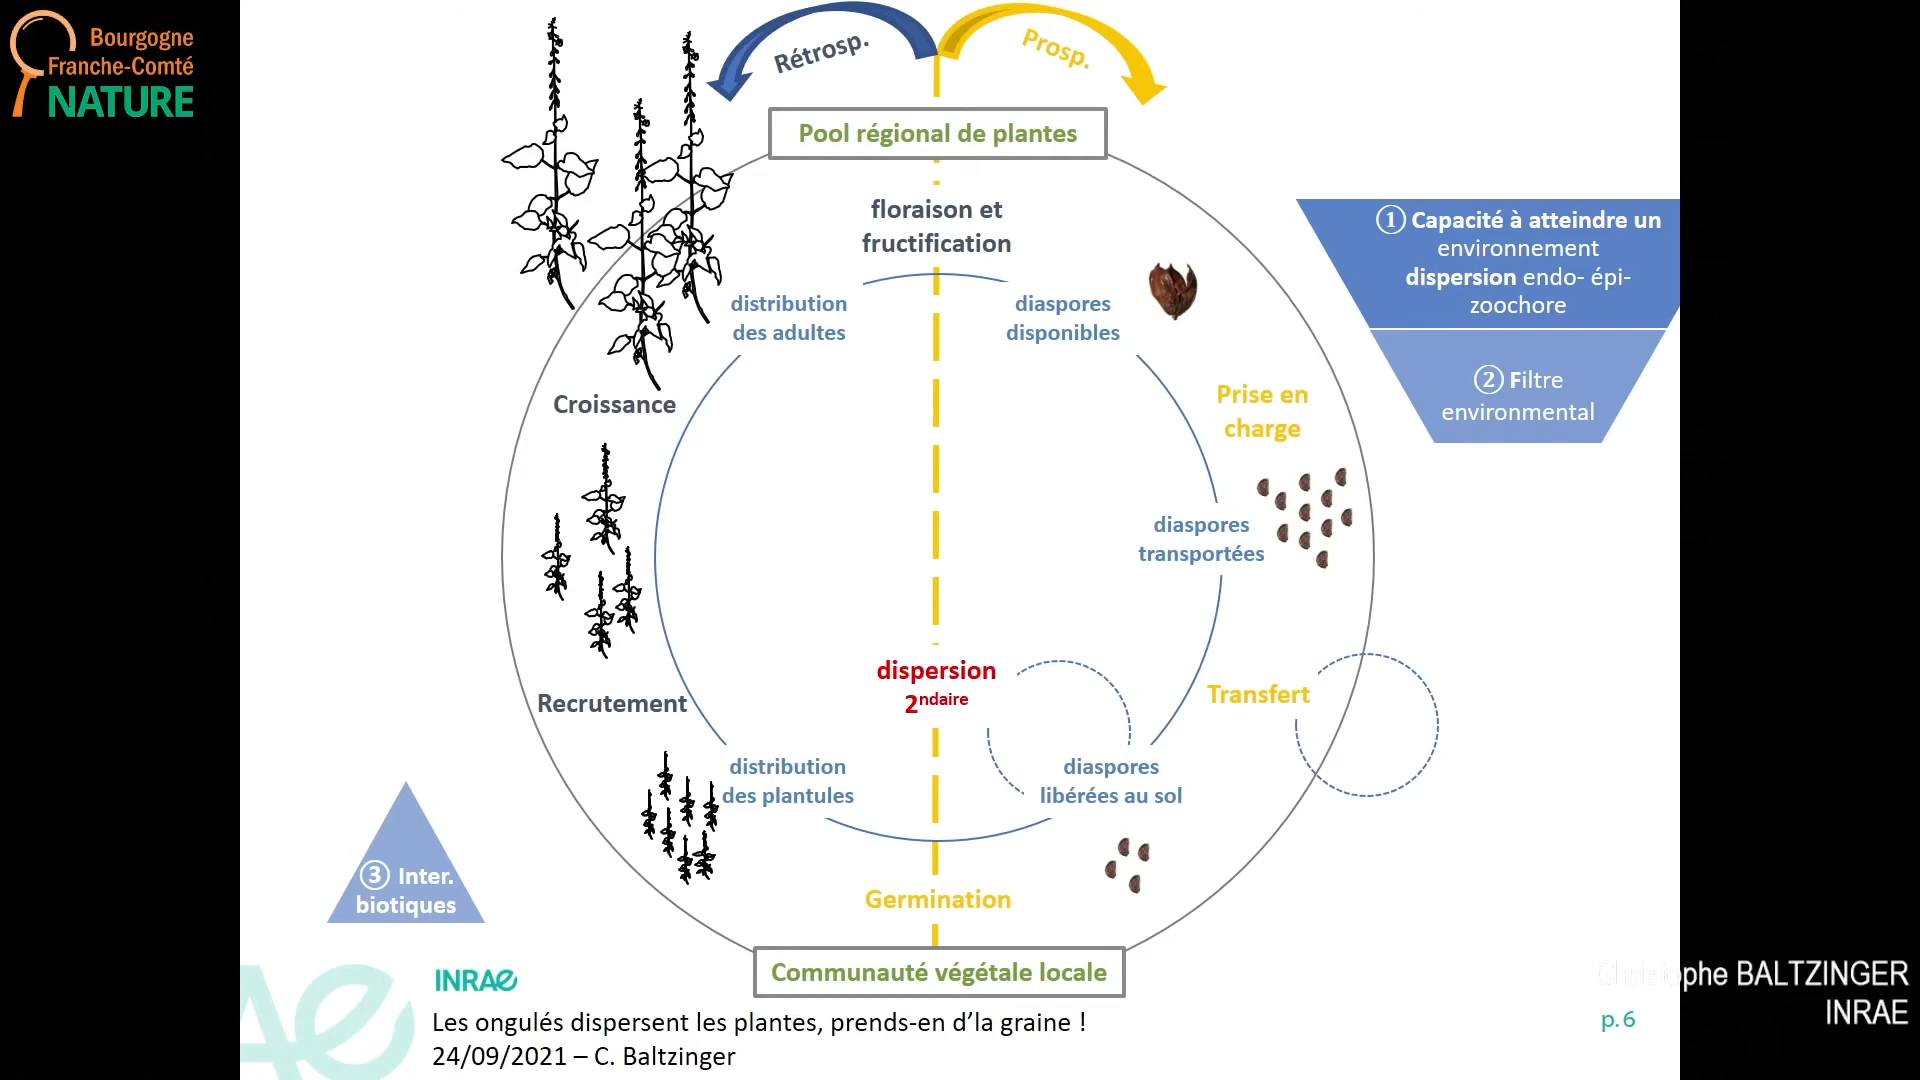 Bourgogne
Franche-Comté
NATURE
Rétrosp.
Prosp.
Pool régional de plantes
floraison et
fructification
distribution
des adultes
diaspores
disponibles
① Capacité à atteindre un
environnement
dispersion endo- épi-
zoochore
② Filtre
environmental
Croissance
Prise en
charge
diaspores
transportées
dispersion
2ndaire
Transfert
Recrutement
distribution
des plantules
diaspores
libérées au sol
③ Inter.
biotiques
Germination
Communauté végétale locale
INRAE
Les ongulés dispersent les plantes, prends-en d’la graine !
24/09/2021 – C. Baltzinger
p. 6
Christophe BALTZINGER
INRAE